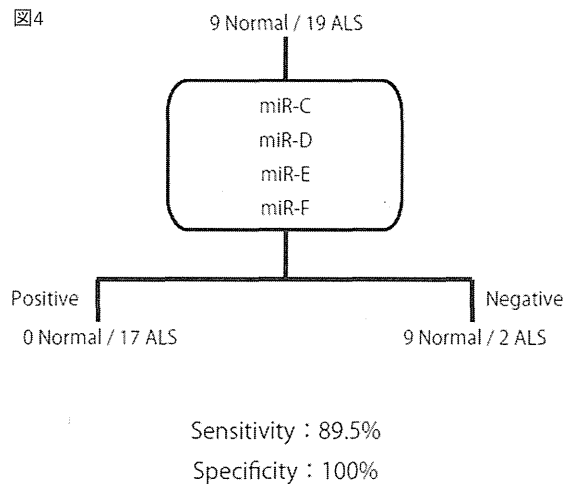 図4
9 Normal / 19 ALS
miR-C
miR-D
miR-E
miR-F
Positive
Negative
0 Normal / 17 ALS
9 Normal / 2 ALS
Sensitivity：89.5%
Specificity：100%